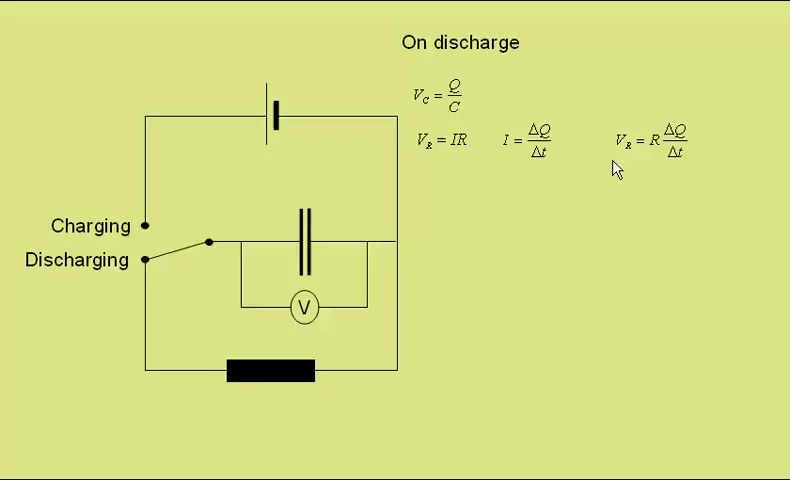 On discharge
V_C = Q/C
V_R = IR I = ΔQ/Δt V_R = R ΔQ/Δt
Charging
Discharging
V